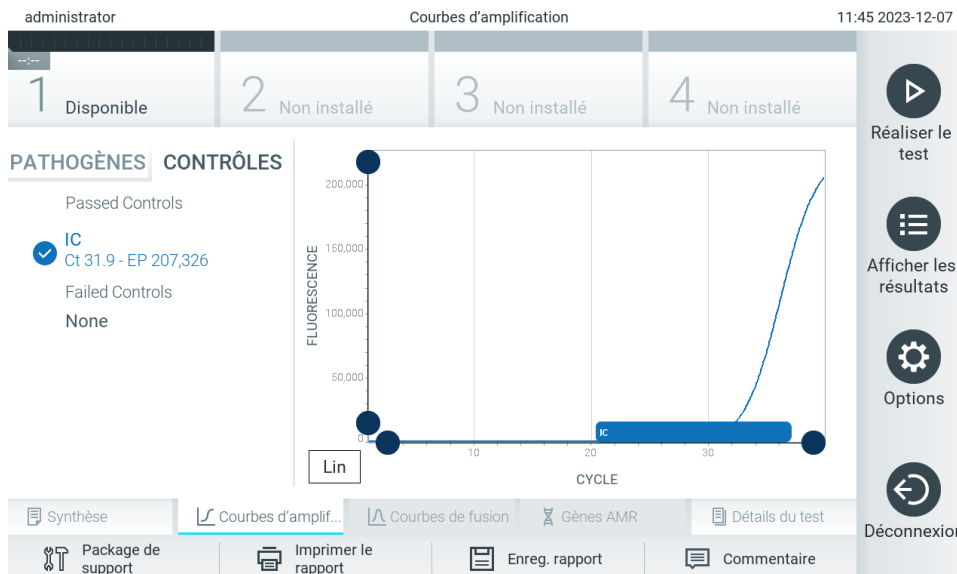 administrator
Courbes d'amplification
11:45 2023-12-07
--:--
1 Disponible
2 Non installé
3 Non installé
4 Non installé
Réaliser le
test
Afficher les
résultats
Options
Déconnexion
PATHOGÈNES
CONTRÔLES
Passed Controls
IC
Ct 31.9 - EP 207,326
Failed Controls
None
FLUORESCENCE
200,000
150,000
100,000
50,000
0
IC
10
20
30
CYCLE
Lin
Synthèse
Courbes d'amplif...
Courbes de fusion
Gènes AMR
Détails du test
Package de
support
Imprimer le
rapport
Enreg. rapport
Commentaire